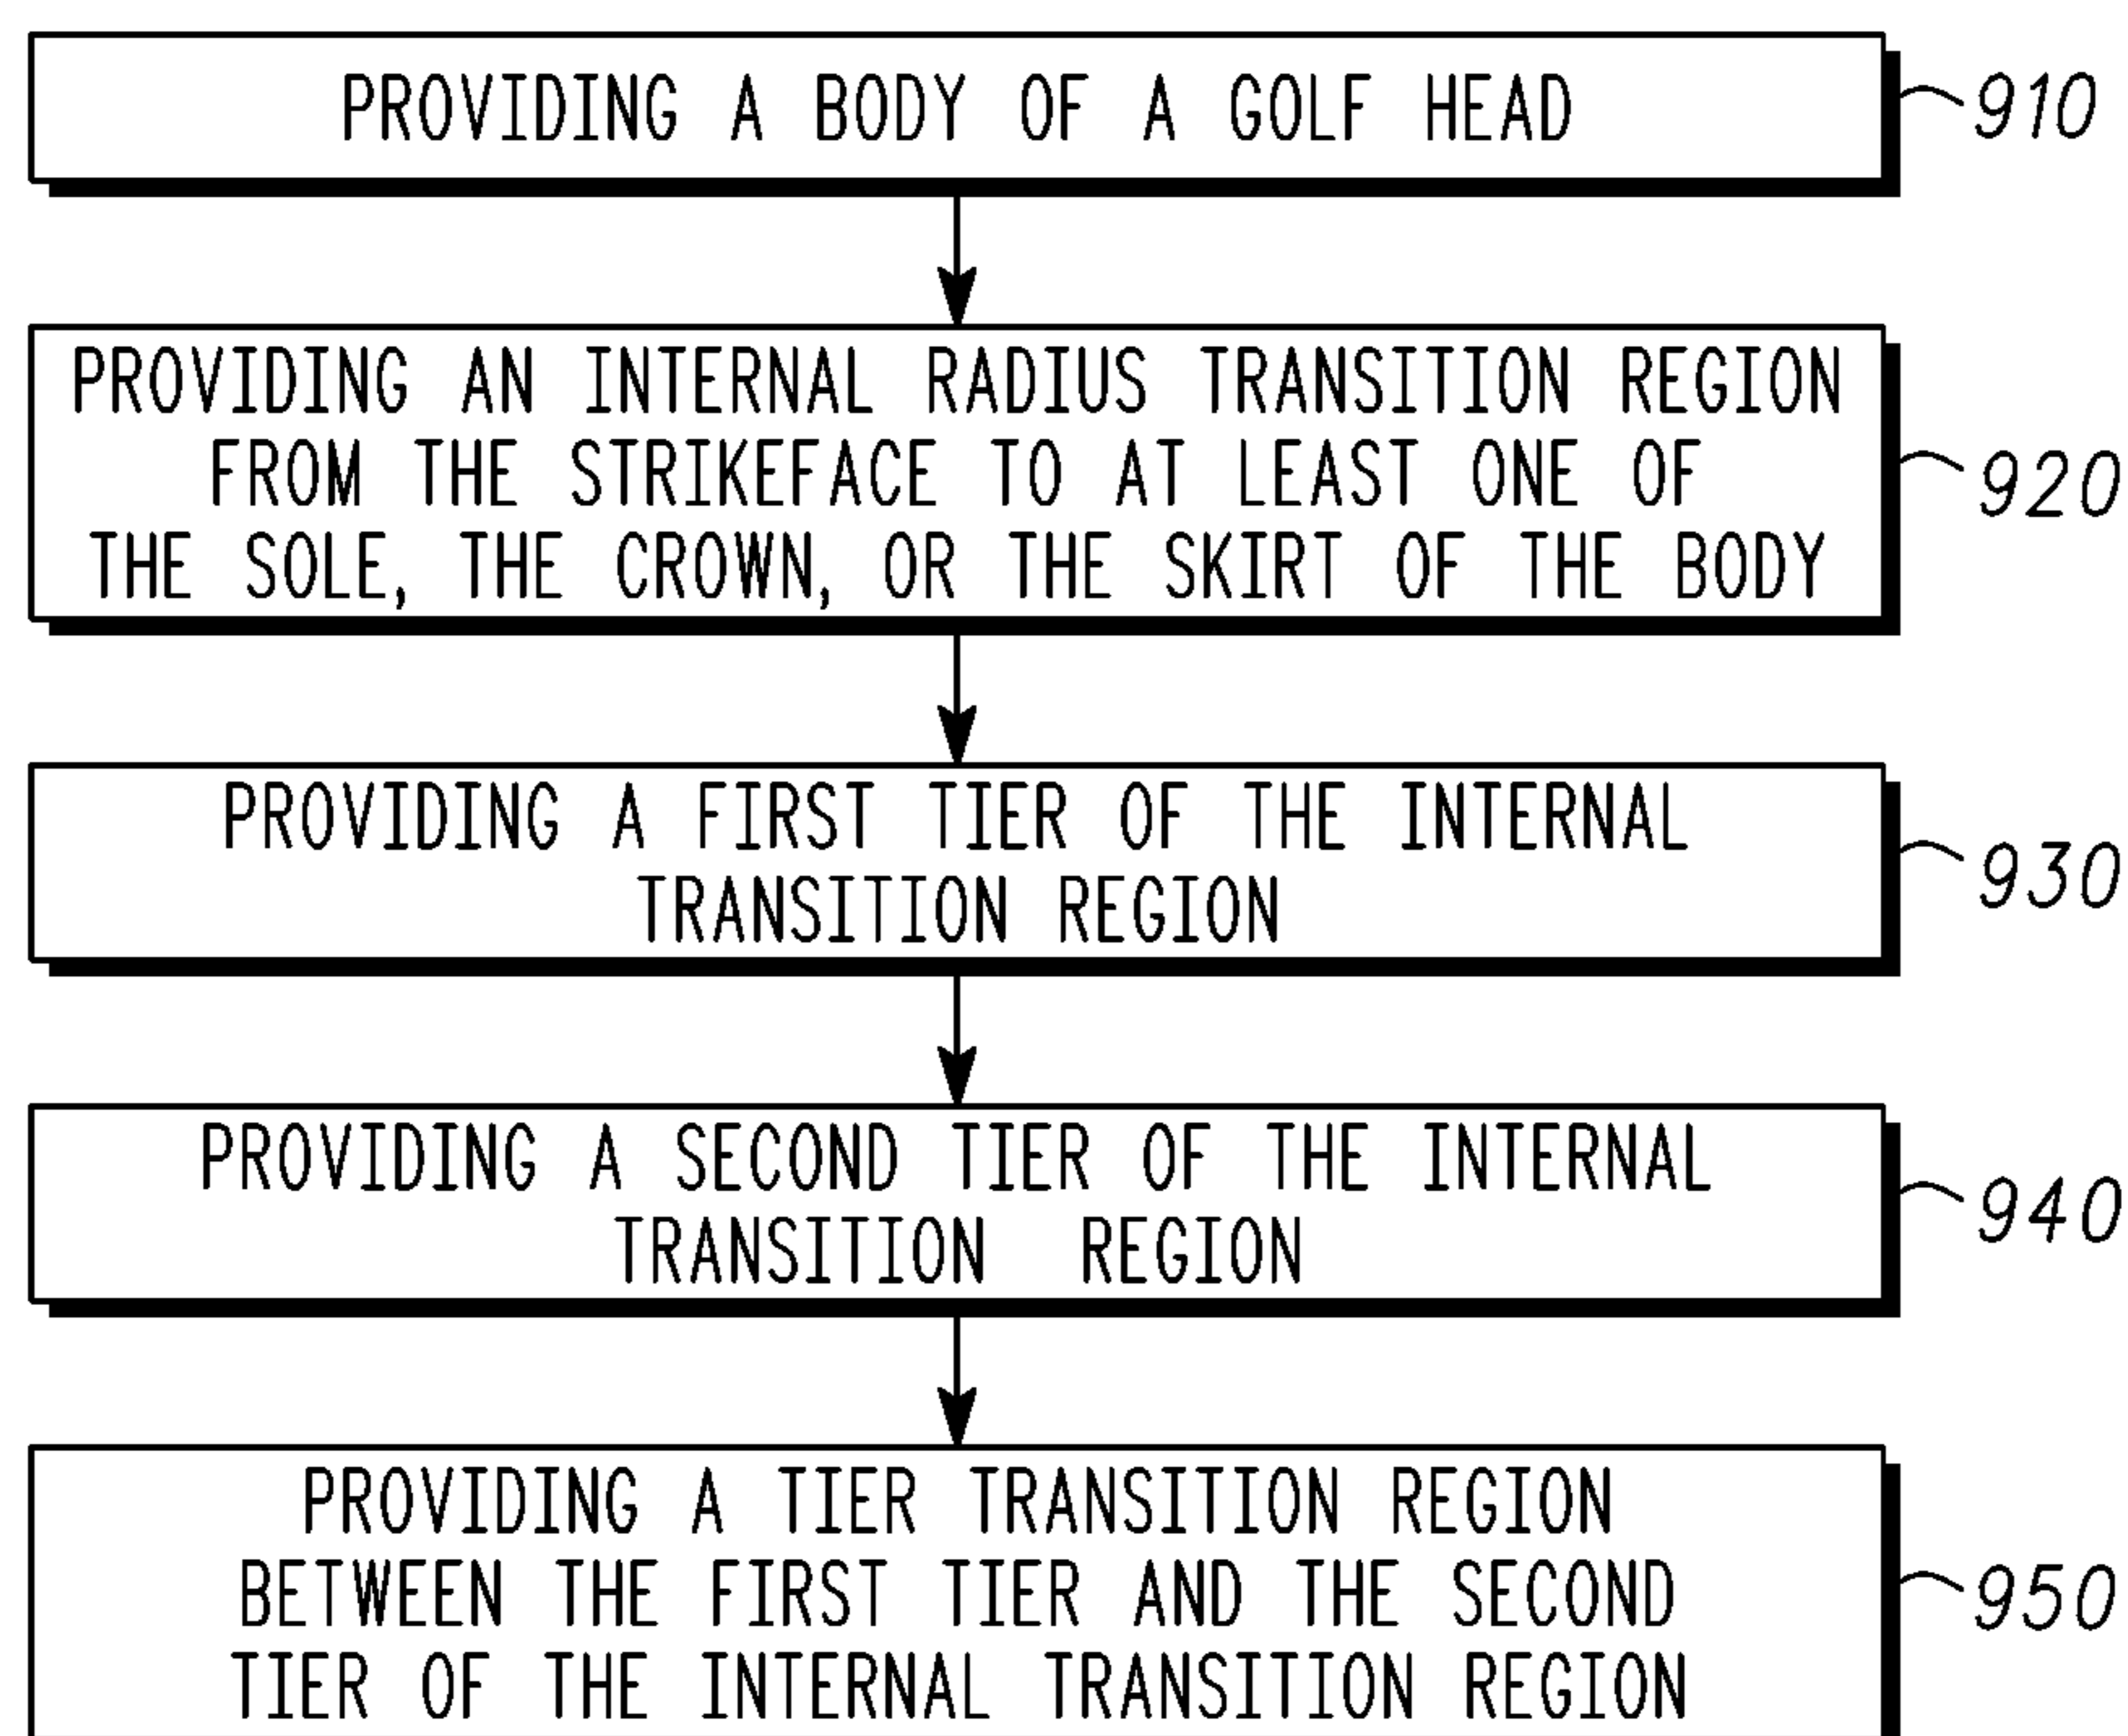 PROVIDING A BODY OF A GOLF HEAD
910
PROVIDING AN INTERNAL RADIUS TRANSITION REGION
FROM THE STRIKEFACE TO AT LEAST ONE OF
THE SOLE, THE CROWN, OR THE SKIRT OF THE BODY
920
PROVIDING A FIRST TIER OF THE INTERNAL
TRANSITION REGION
930
PROVIDING A SECOND TIER OF THE INTERNAL
TRANSITION REGION
940
PROVIDING A TIER TRANSITION REGION
BETWEEN THE FIRST TIER AND THE SECOND
TIER OF THE INTERNAL TRANSITION REGION
950